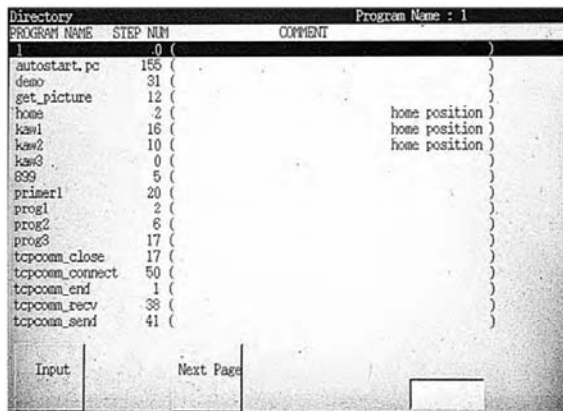 Directory Program Name : 1
PROGRAM NAME STEP NUM COMMENT
1 .0 ( )
autostart.pc 155 ( )
demo 31 ( )
get_picture 12 ( )
home 2 ( home position )
kaw1 16 ( home position )
kaw2 10 ( home position )
kaw3 0 ( )
899 5 ( )
primer1 20 ( )
prog1 2 ( )
prog2 6 ( )
prog3 17 ( )
tcpcomm_close 17 ( )
tcpcomm_connect 50 ( )
tcpcomm_end 1 ( )
tcpcomm_recv 38 ( )
tcpcomm_send 41 ( )
Input Next Page